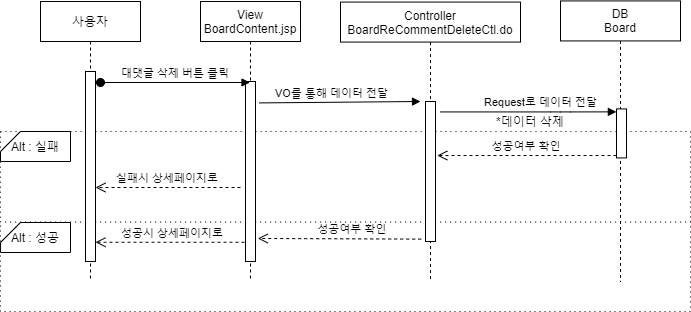 사용자
View
BoardContent.jsp
Controller
BoardReCommentDeleteCtl.do
DB
Board
대댓글 삭제 버튼 클릭
VO를 통해 데이터 전달
Request로 데이터 전달
*데이터 삭제
Alt : 실패
성공여부 확인
실패시 상세페이지로
Alt : 성공
성공시 상세페이지로
성공여부 확인